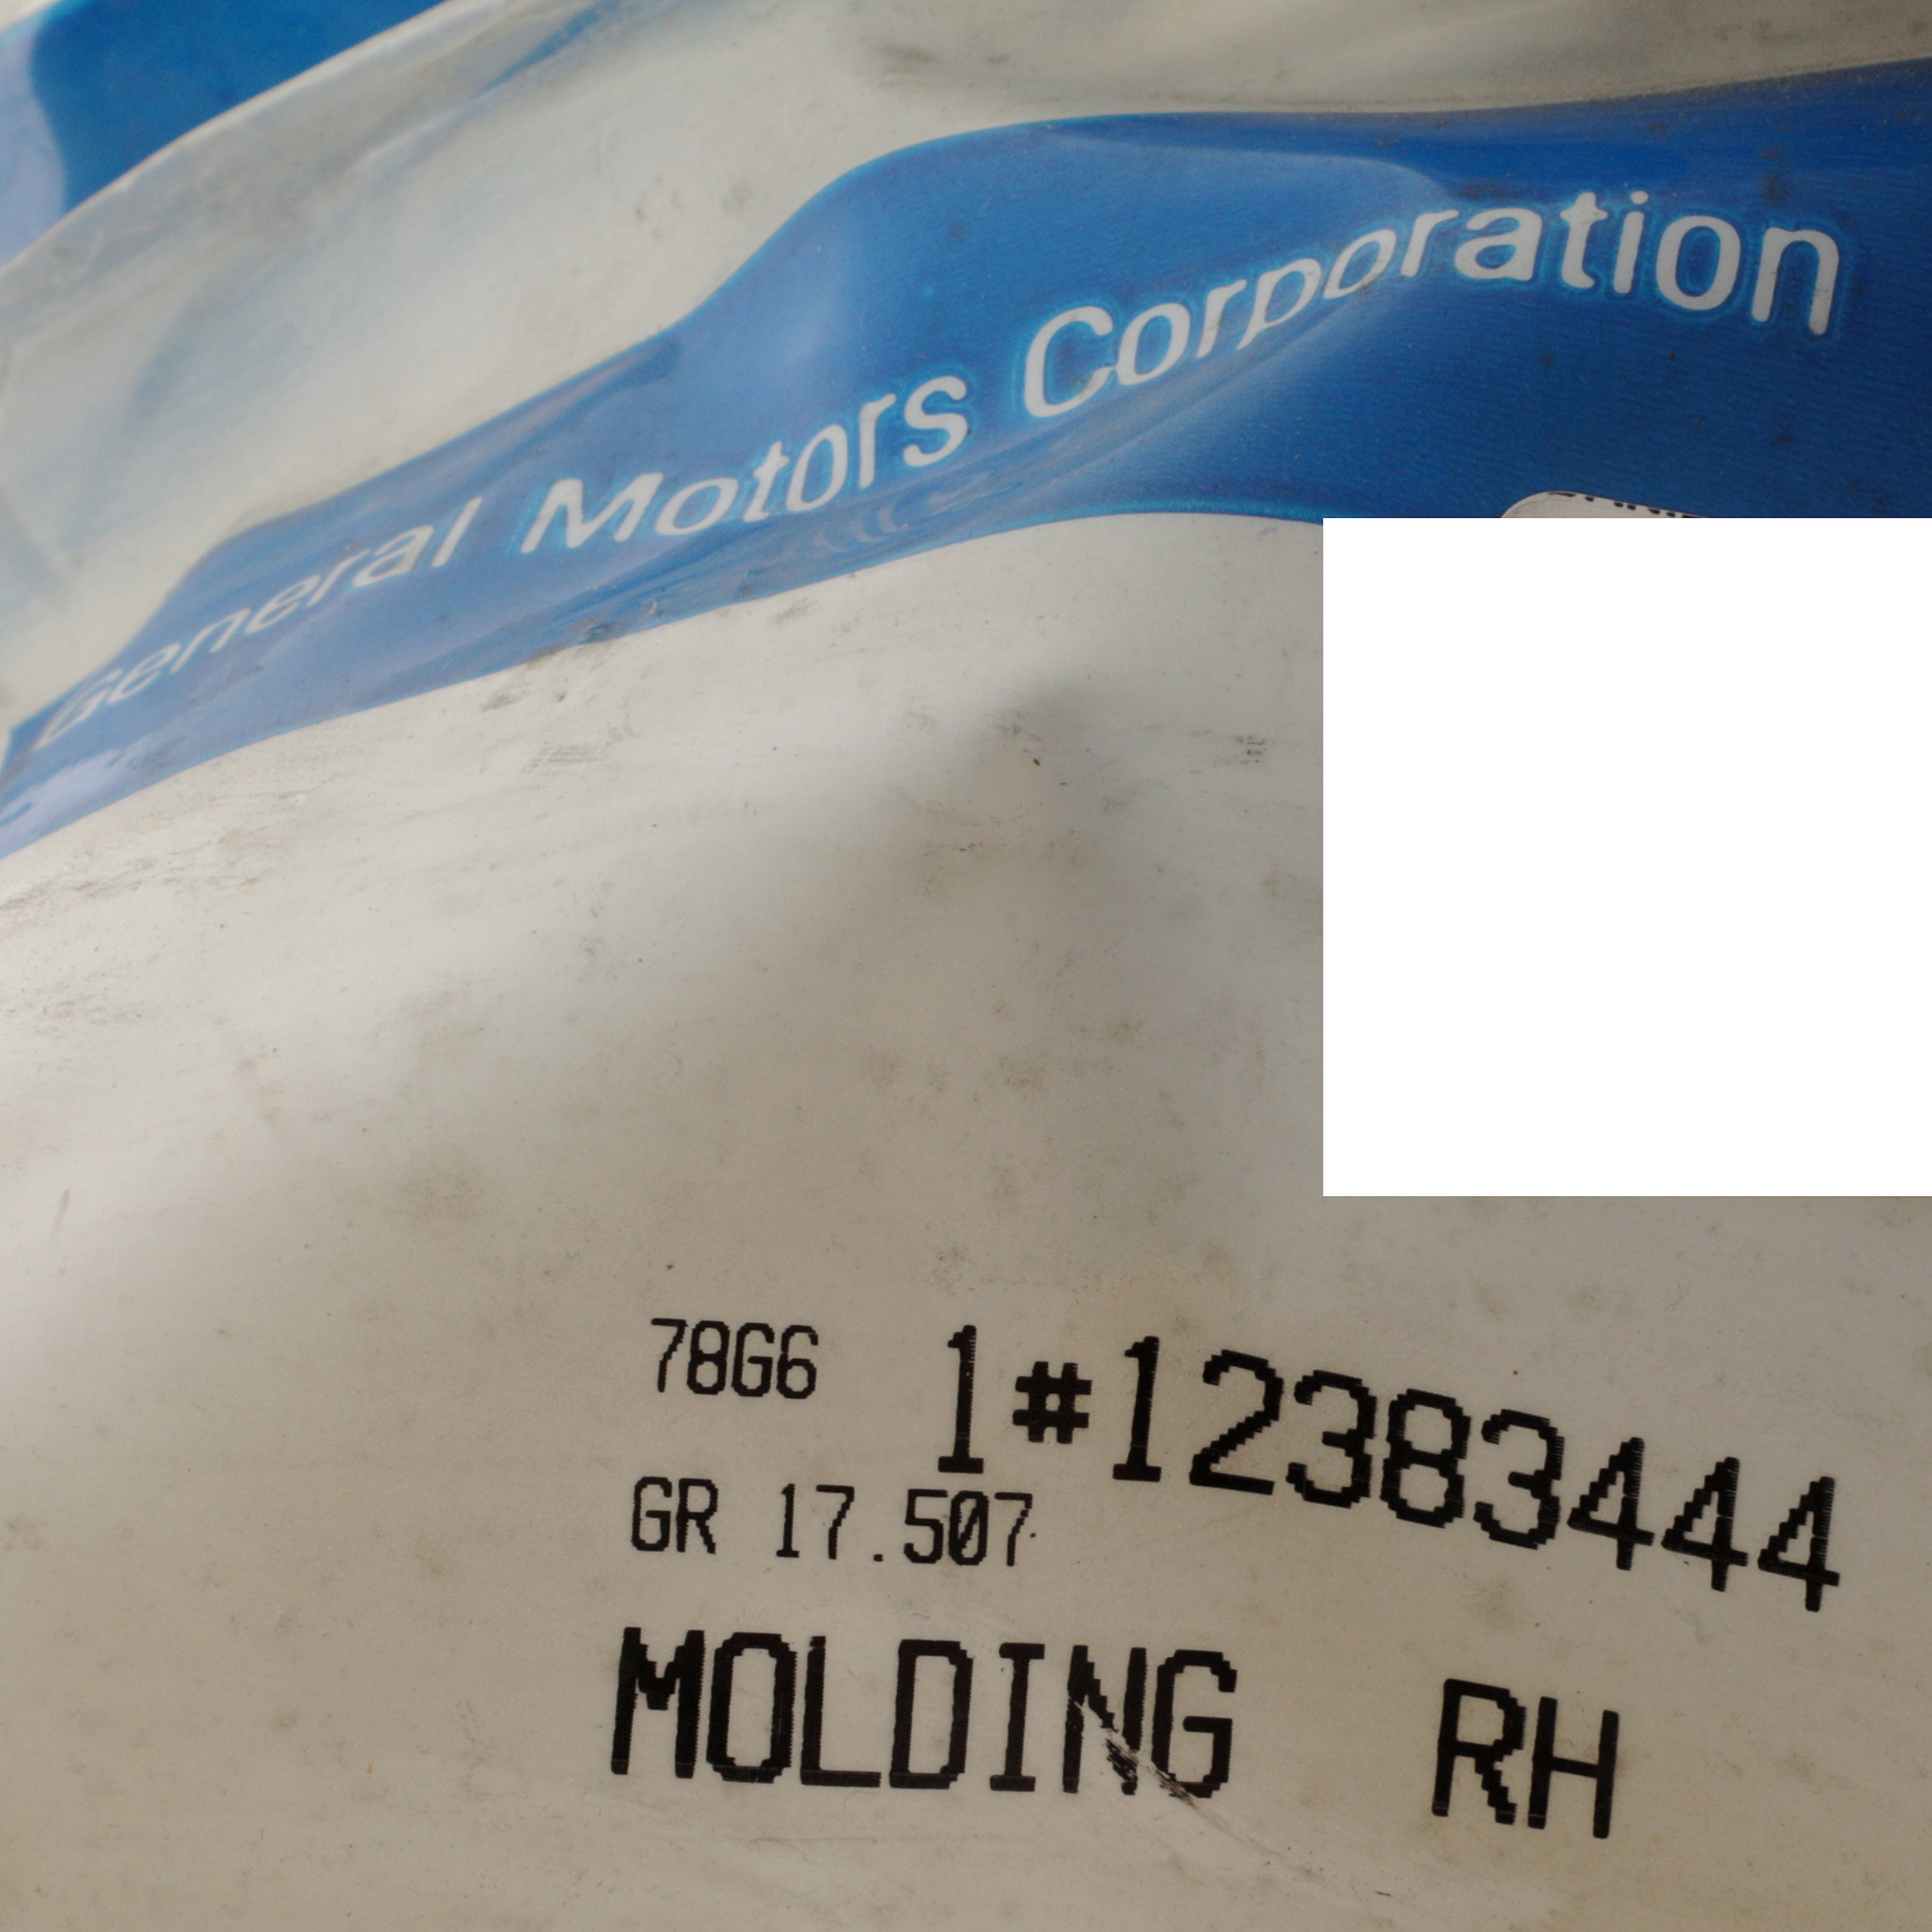 General Motors Corporation
78G6 1#12383444
GR 17.507
MOLDING RH